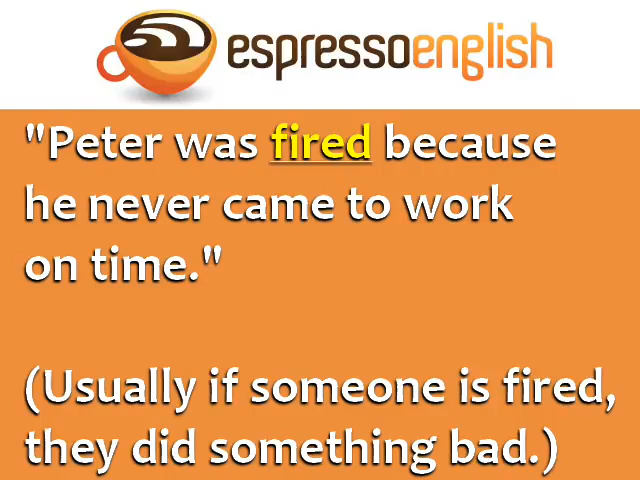 espressoenglish
"Peter was fired because
he never came to work
on time."
(Usually if someone is fired,
they did something bad.)